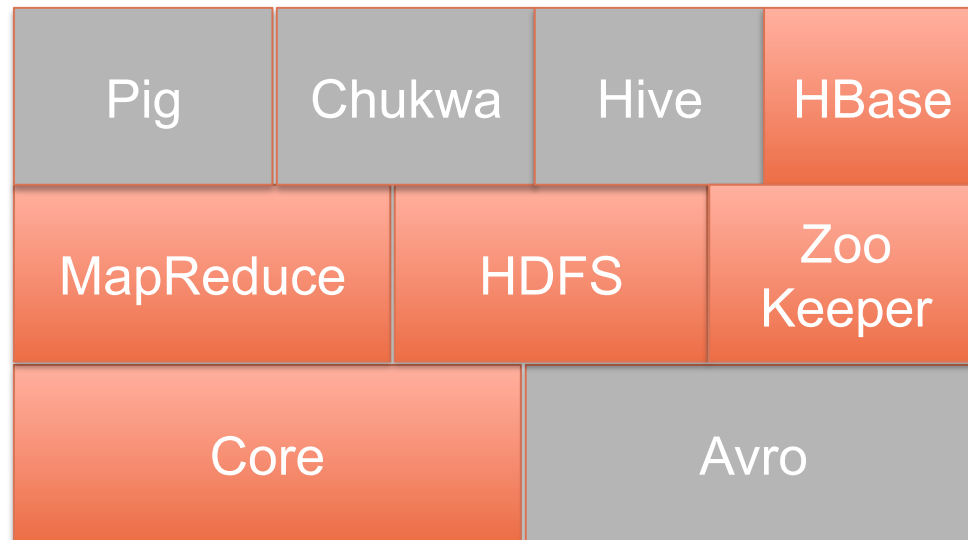 Pig
Chukwa
Hive
HBase
MapReduce
HDFS
Zoo
Keeper
Core
Avro